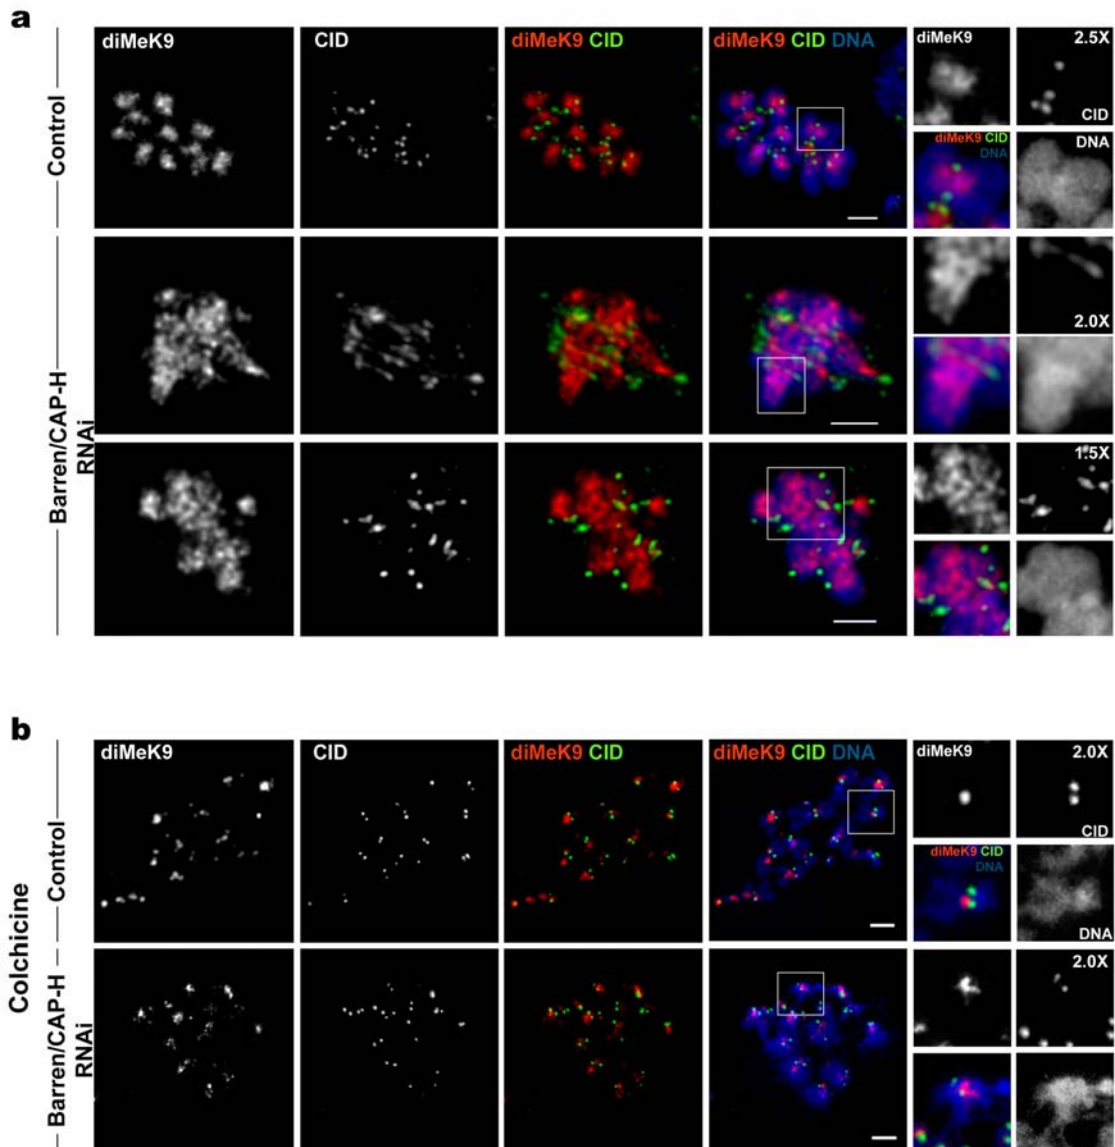 a
diMeK9 CID diMeK9 CID diMeK9 CID DNA diMeK9 2.5X
CID
diMeK9 CID
DNA DNA
Control
2.0X
Barren/CAP-H
RNAi
1.5X
b
diMeK9 CID diMeK9 CID diMeK9 CID DNA diMeK9 2.0X
CID
diMeK9 CID
DNA
DNA
Colchicine
Control
2.0X
Barren/CAP-H
RNAi